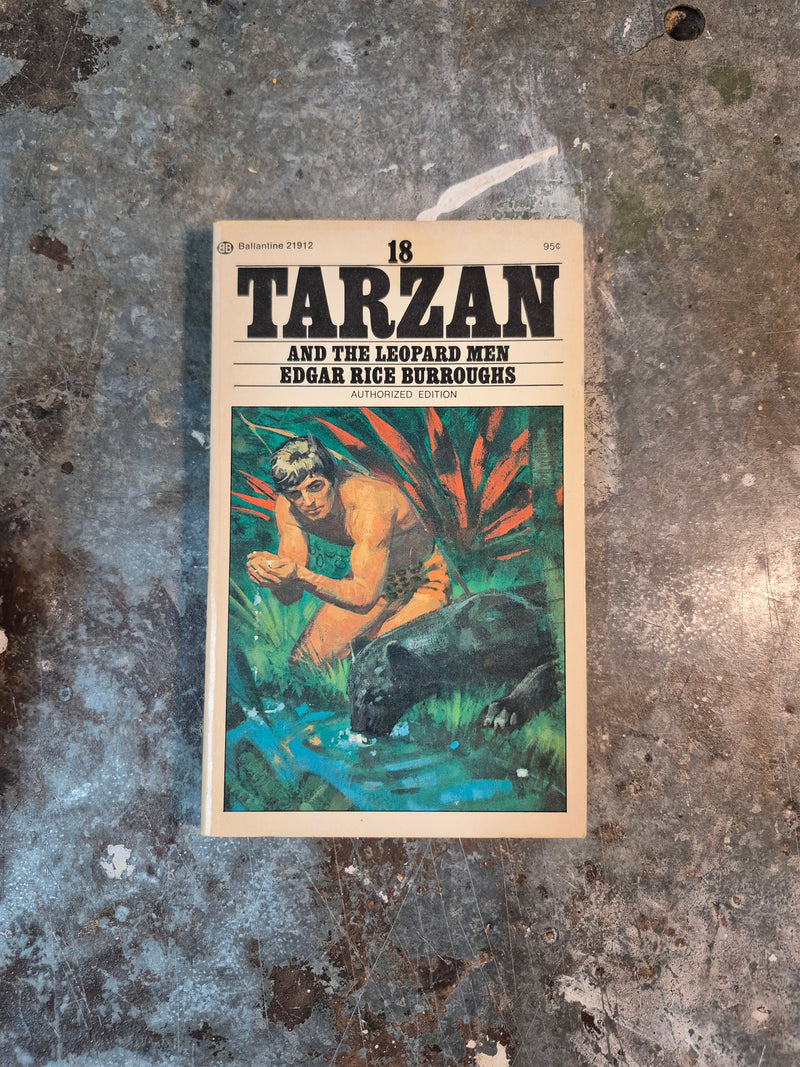 BB Ballantine 21912
18
95¢
TARZAN
AND THE LEOPARD MEN
EDGAR RICE BURROUGHS
AUTHORIZED EDITION